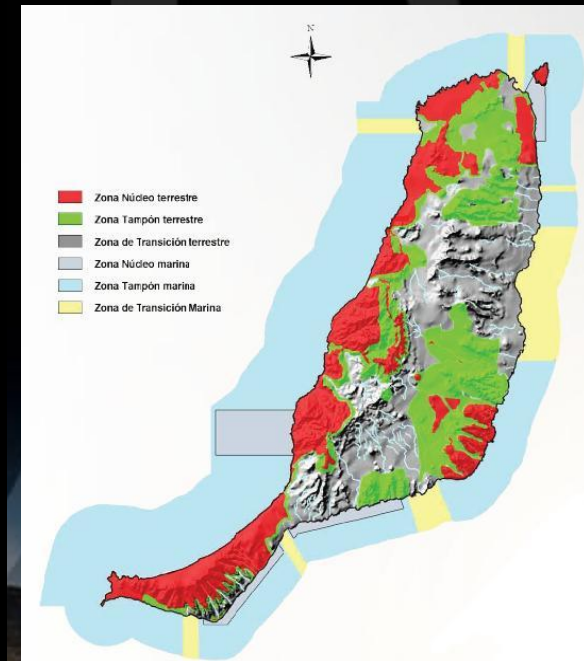 N
Zona Núcleo terrestre
Zona Tampón terrestre
Zona de Transición terrestre
Zona Núcleo marina
Zona Tampón marina
Zona de Transición Marina